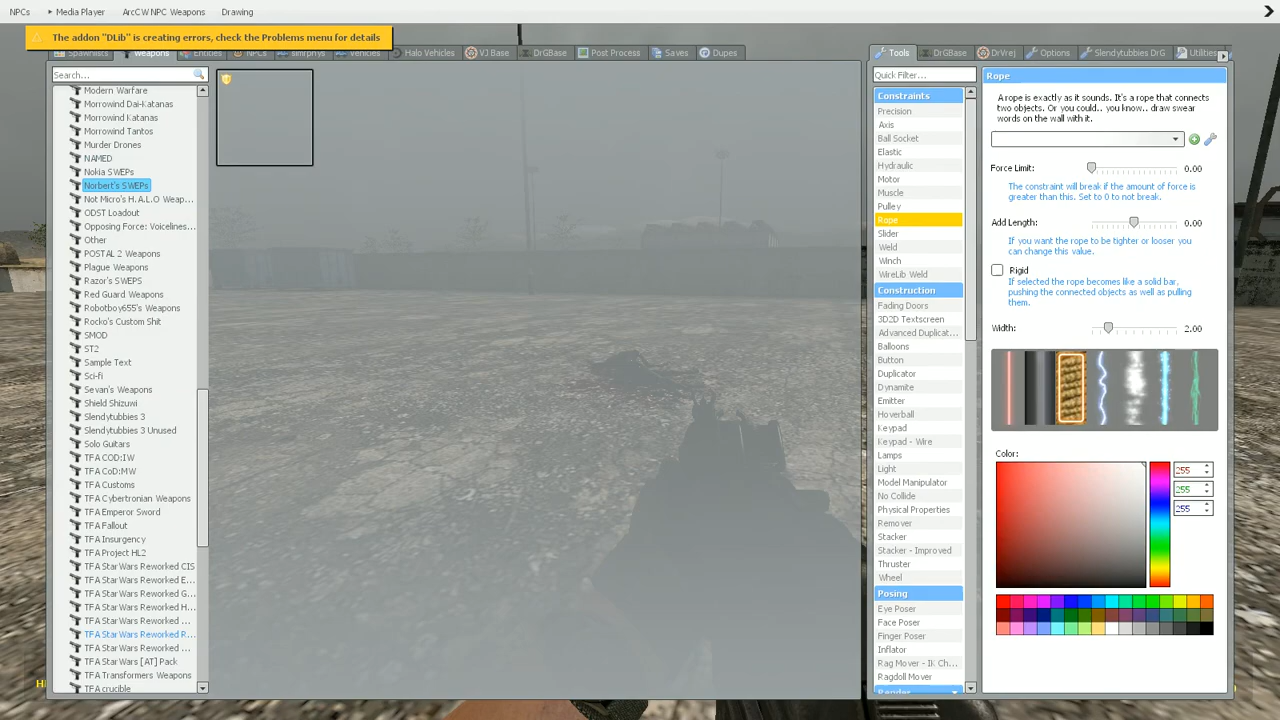 NPCs Media Player ArcCW NPC Weapons Drawing
The addon "DLib" is creating errors, check the Problems menu for details
Spawnlists Weapons Entities NPCs simfphys Vehicles Halo Vehicles VJ Base DrGBase Post Process Saves Dupes
Tools DrGBase DrVrej Options Slendytubbies DrG Utilities
Search...
Modern Warfare
Morrowind Dai-Katanas
Morrowind Katanas
Morrowind Tantos
Murder Drones
NAMED
Nokia SWEPs
Norbert's SWEPs
Not Micro's H.A.L.O Weap...
ODST Loadout
Opposing Force: Voicelines...
Other
POSTAL 2 Weapons
Plague Weapons
Razor's SWEPS
Red Guard Weapons
Robotboy655's Weapons
Rocko's Custom Shit
SMOD
ST2
Sample Text
Sci-fi
Sevan's Weapons
Shield Shizuwi
Slendytubbies 3
Slendytubbies 3 Unused
Solo Guitars
TFA COD:IW
TFA CoD:MW
TFA Customs
TFA Cybertronian Weapons
TFA Emperor Sword
TFA Fallout
TFA Insurgency
TFA Project HL2
TFA Star Wars Reworked CIS
TFA Star Wars Reworked E...
TFA Star Wars Reworked G...
TFA Star Wars Reworked H...
TFA Star Wars Reworked ...
TFA Star Wars Reworked R...
TFA Star Wars Reworked ...
TFA Star Wars [AT] Pack
TFA Transformers Weapons
TFA crucible
Quick Filter...
Constraints
Precision
Axis
Ball Socket
Elastic
Hydraulic
Motor
Muscle
Pulley
Rope
Slider
Weld
Winch
WireLib Weld
Construction
Fading Doors
3D2D Textscreen
Advanced Duplicat...
Balloons
Button
Duplicator
Dynamite
Emitter
Hoverball
Keypad
Keypad - Wire
Lamps
Light
Model Manipulator
No Collide
Physical Properties
Remover
Stacker
Stacker - Improved
Thruster
Wheel
Posing
Eye Poser
Face Poser
Finger Poser
Inflator
Rag Mover - IK Ch...
Ragdoll Mover
Render
Rope
A rope is exactly as it sounds. It's a rope that connects
two objects. Or you could.. you know.. draw swear
words on the wall with it.
Force Limit: 0.00
The constraint will break if the amount of force is
greater than this. Set to 0 to not break.
Add Length: 0.00
If you want the rope to be tighter or looser you
can change this value.
Rigid
If selected the rope becomes like a solid bar,
pushing the connected objects as well as pulling
them.
Width: 2.00
Color:
255
255
255